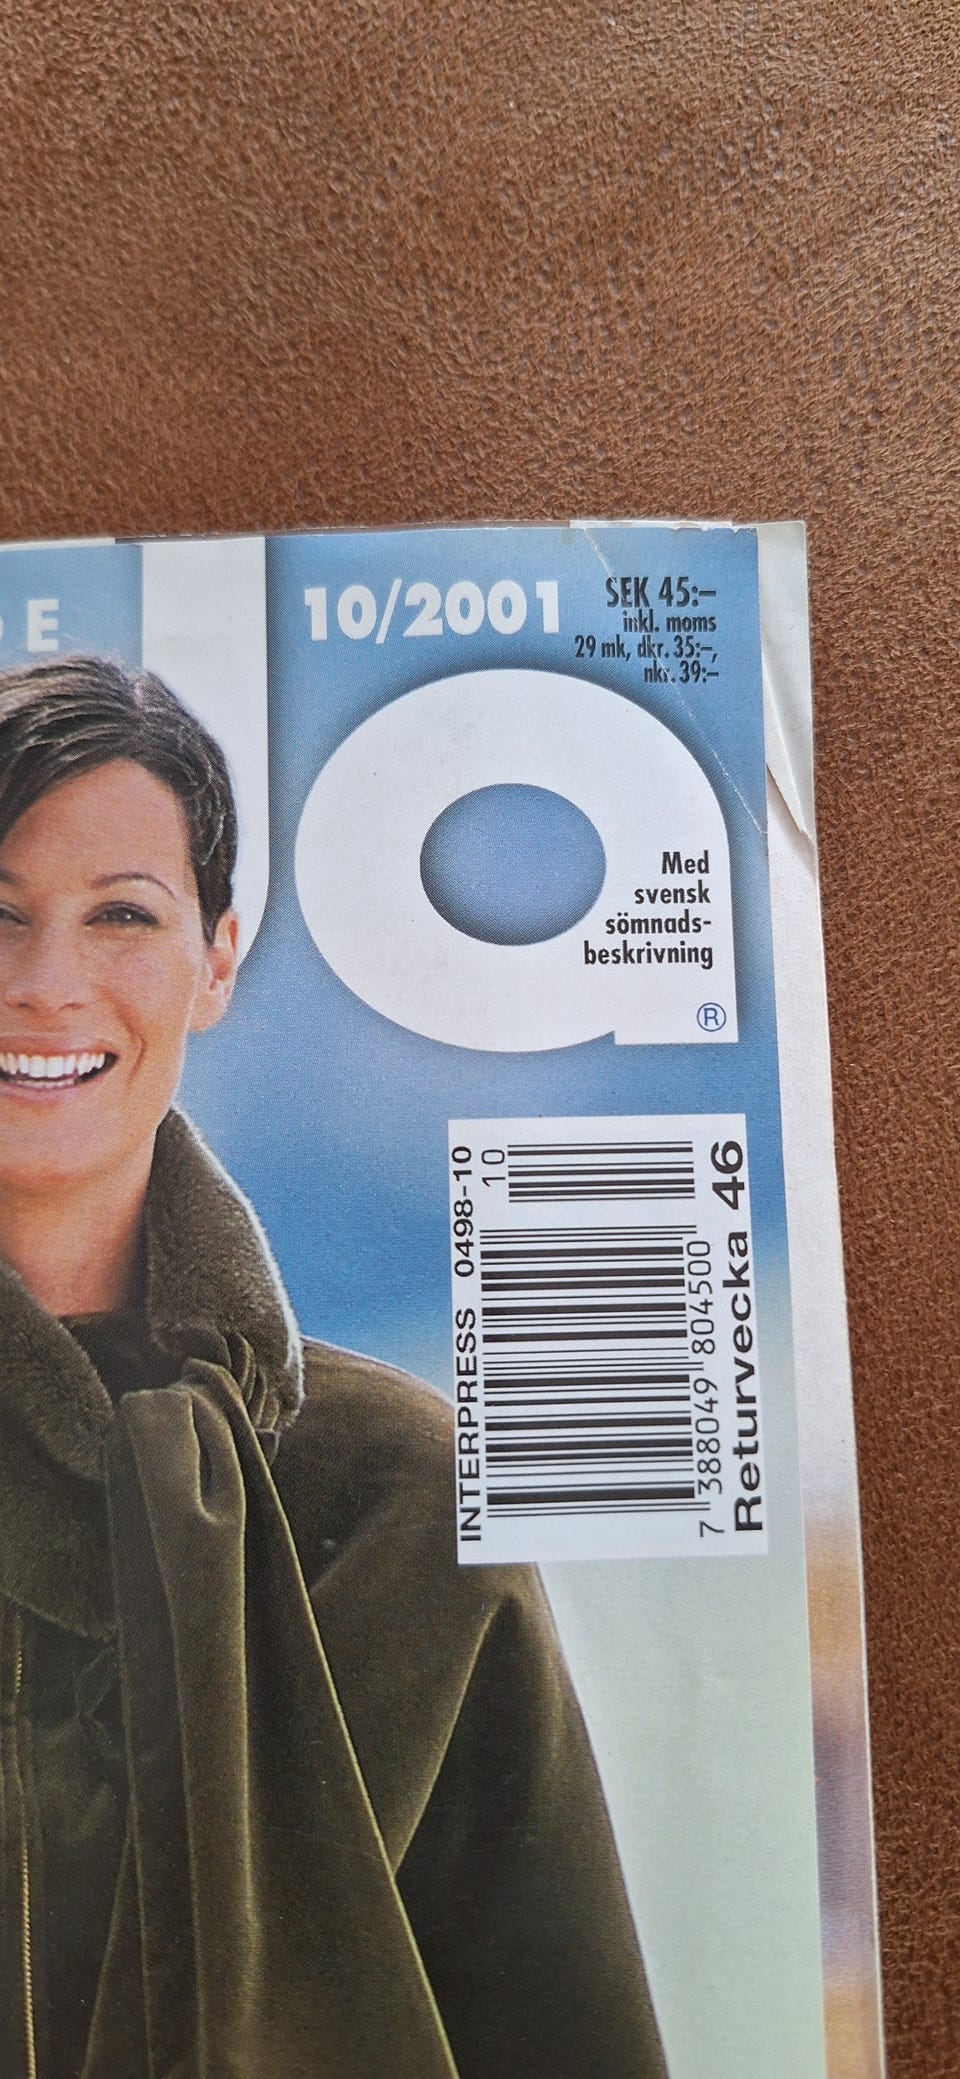 DE
10/2001
SEK 45:–
inkl. moms
29 mk, dkr. 35:–,
nkr. 39:–
a
Med
svensk
sömnads-
beskrivning
®
INTERPRESS 0498-10
10
7 388049 804500
Returvecka 46